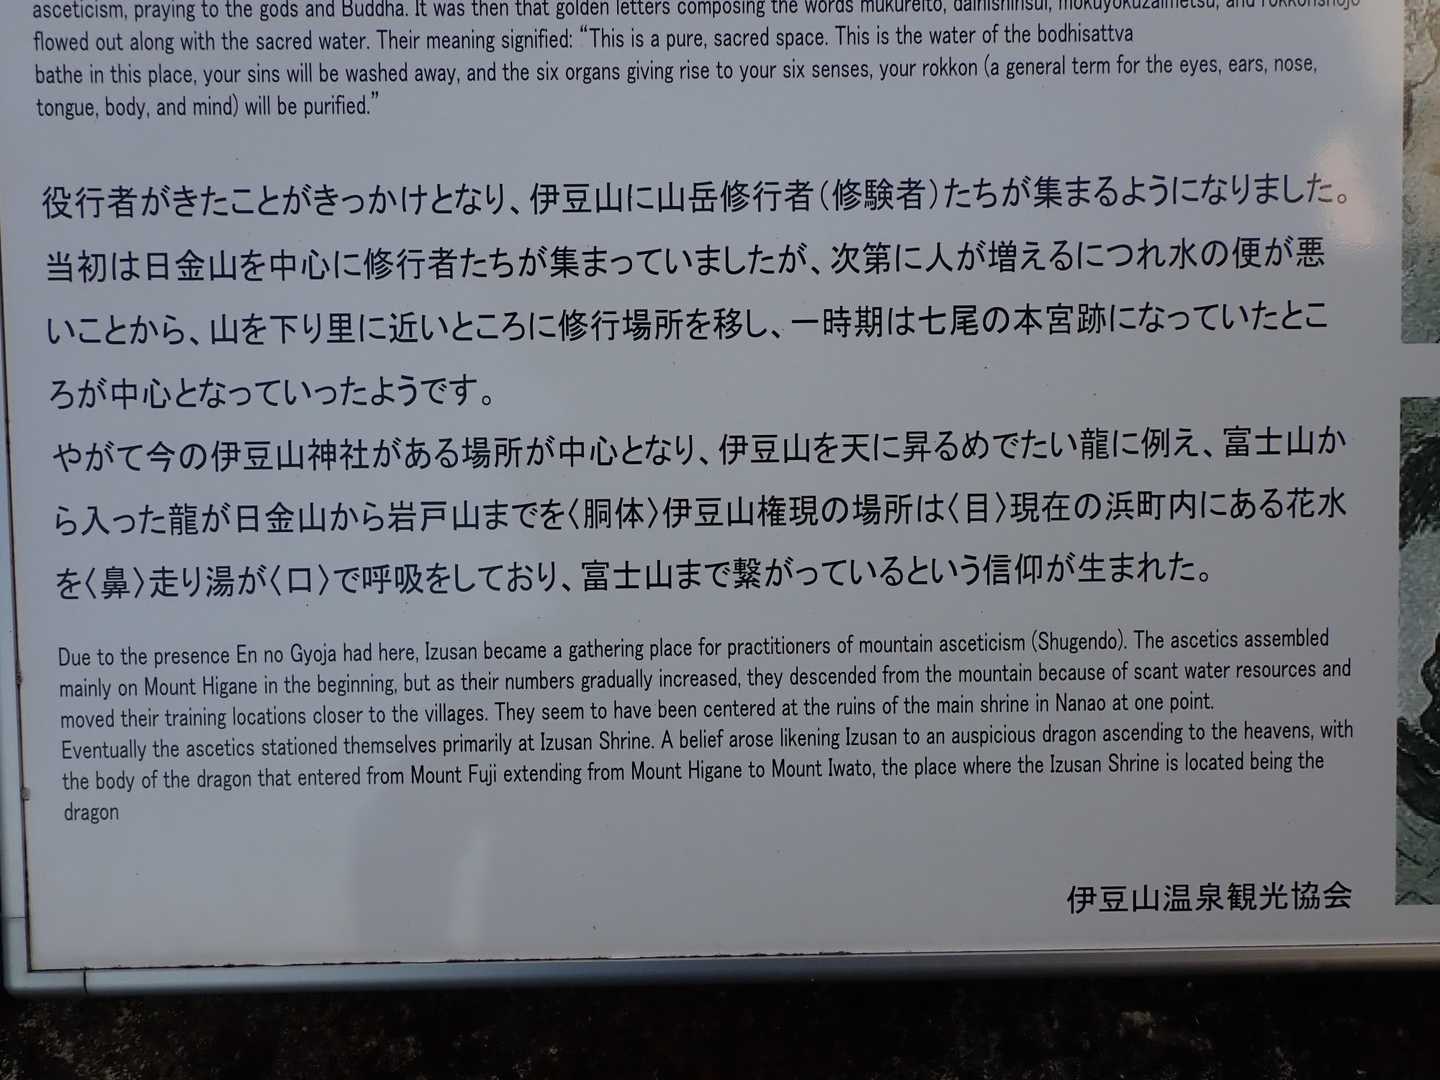 asceticism, praying to the gods and Buddha. It was then that golden letters composing the words mukureito, dainishinsui, mokuyokuzaimetsu, and rokkonshojo
flowed out along with the sacred water. Their meaning signified: “This is a pure, sacred space. This is the water of the bodhisattva
bathe in this place, your sins will be washed away, and the six organs giving rise to your six senses, your rokkon (a general term for the eyes, ears, nose,
tongue, body, and mind) will be purified.”
役行者がきたことがきっかけとなり、伊豆山に山岳修行者（修験者）たちが集まるようになりました。
当初は日金山を中心に修行者たちが集まっていましたが、次第に人が増えるにつれ水の便が悪
いことから、山を下り里に近いところに修行場所を移し、一時期は七尾の本宮跡になっていたとこ
ろが中心となっていったようです。
やがて今の伊豆山神社がある場所が中心となり、伊豆山を天に昇るめでたい龍に例え、富士山か
ら入った龍が日金山から岩戸山までを〈胴体〉伊豆山権現の場所は〈目〉現在の浜町内にある花水
を〈鼻〉走り湯が〈口〉で呼吸をしており、富士山まで繋がっているという信仰が生まれた。
Due to the presence En no Gyoja had here, Izusan became a gathering place for practitioners of mountain asceticism (Shugendo). The ascetics assembled
mainly on Mount Higane in the beginning, but as their numbers gradually increased, they descended from the mountain because of scant water resources and
moved their training locations closer to the villages. They seem to have been centered at the ruins of the main shrine in Nanao at one point.
Eventually the ascetics stationed themselves primarily at Izusan Shrine. A belief arose likening Izusan to an auspicious dragon ascending to the heavens, with
the body of the dragon that entered from Mount Fuji extending from Mount Higane to Mount Iwato, the place where the Izusan Shrine is located being the
dragon
伊豆山温泉観光協会